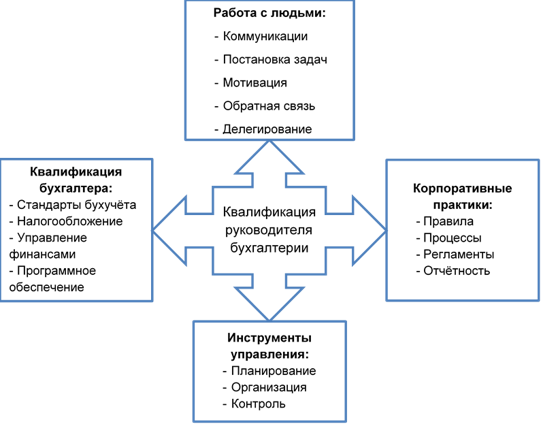 Работа с людьми:
- Коммуникации
- Постановка задач
- Мотивация
- Обратная связь
- Делегирование
Квалификация
бухгалтера:
- Стандарты бухучёта
- Налогообложение
- Управление
финансами
- Программное
обеспечение
Квалификация
руководителя
бухгалтерии
Корпоративные
практики:
- Правила
- Процессы
- Регламенты
- Отчётность
Инструменты
управления:
- Планирование
- Организация
- Контроль